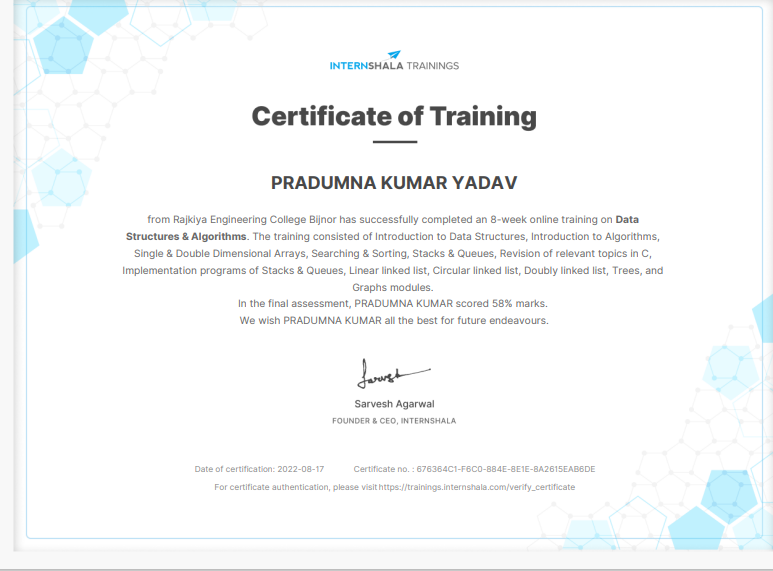 INTERNSHALA TRAININGS
Certificate of Training
PRADUMNA KUMAR YADAV
from Rajkiya Engineering College Bijnor has successfully completed an 8-week online training on Data
Structures & Algorithms. The training consisted of Introduction to Data Structures, Introduction to Algorithms,
Single & Double Dimensional Arrays, Searching & Sorting, Stacks & Queues, Revision of relevant topics in C,
Implementation programs of Stacks & Queues, Linear linked list, Circular linked list, Doubly linked list, Trees, and
Graphs modules.
In the final assessment, PRADUMNA KUMAR scored 58% marks.
We wish PRADUMNA KUMAR all the best for future endeavours.
Sarvesh
Sarvesh Agarwal
FOUNDER & CEO, INTERNSHALA
Date of certification: 2022-08-17 Certificate no. : 676364C1-F6C0-884E-8E1E-8A2615EAB6DE
For certificate authentication, please visit https://trainings.internshala.com/verify_certificate